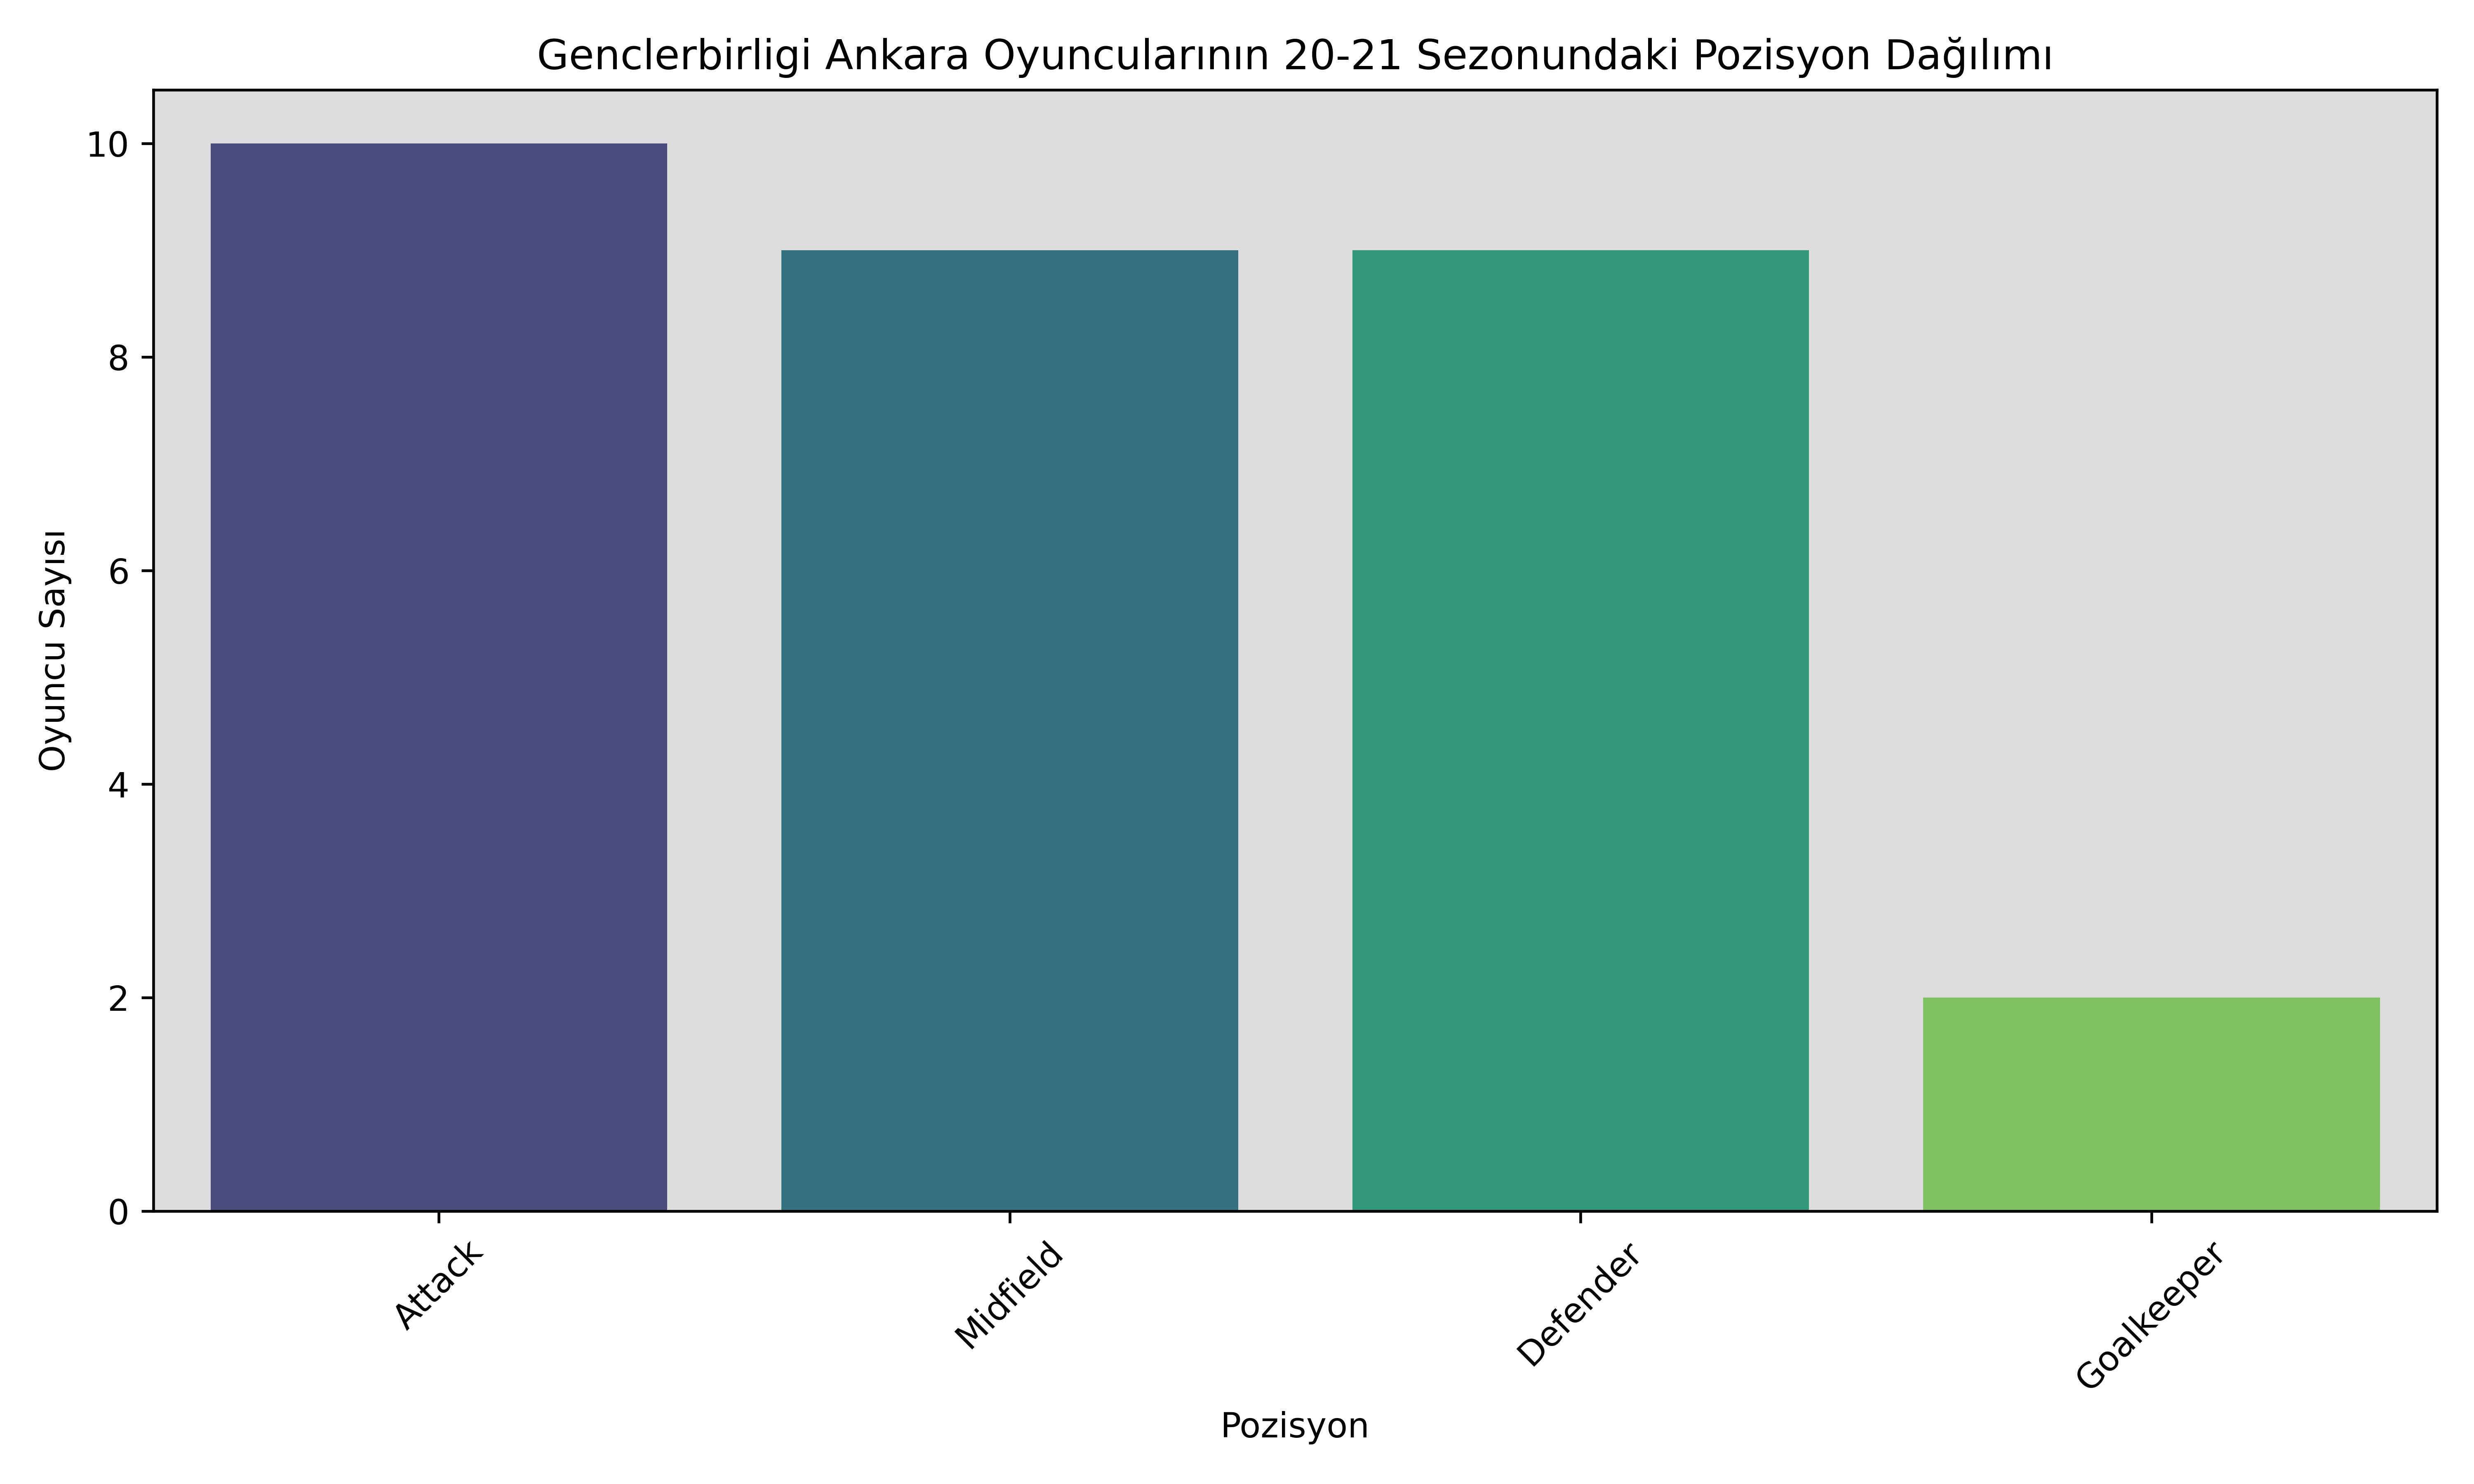 Genclerbirligi Ankara Oyuncularının 20-21 Sezonundaki Pozisyon Dağılımı
Oyuncu Sayısı
10
8
6
4
2
0
Attack
Midfield
Defender
Goalkeeper
Pozisyon